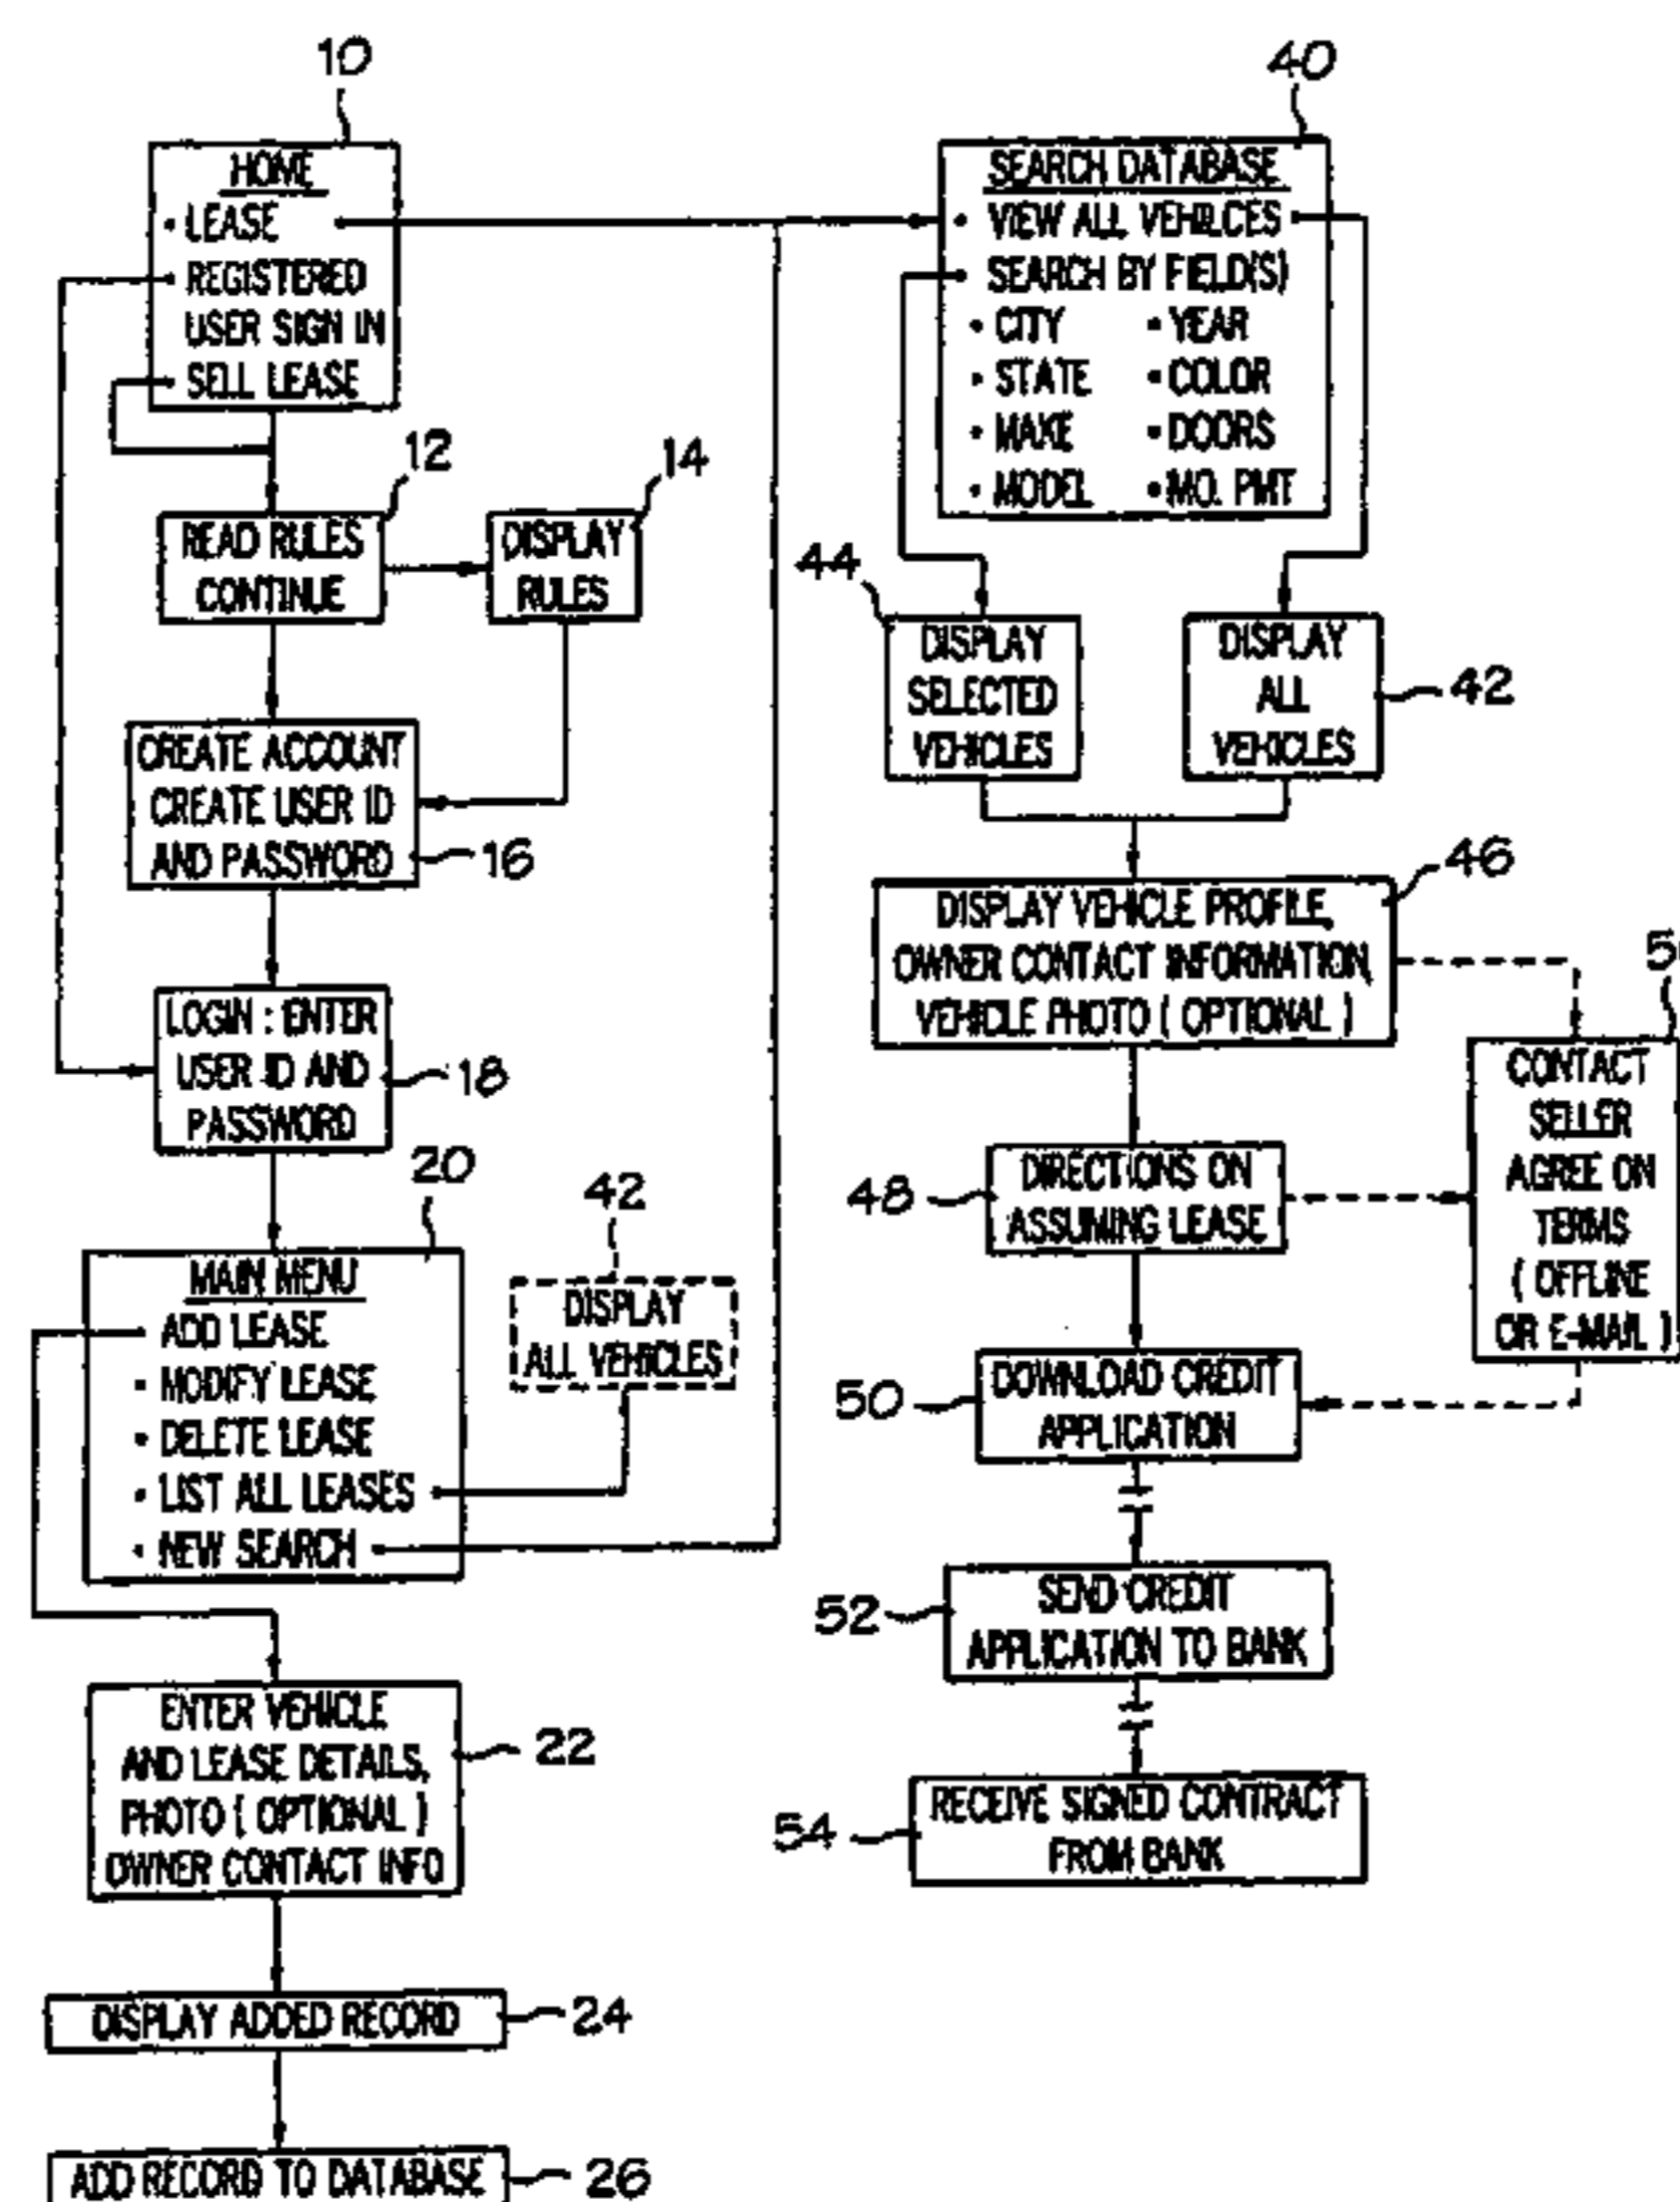 10
HOME
• LEASE
• REGISTERED
USER SIGN IN
• SELL LEASE
12
READ RULES
CONTINUE
14
DISPLAY
RULES
CREATE ACCOUNT
CREATE USER ID
AND PASSWORD
16
LOGIN : ENTER
USER ID AND
PASSWORD
18
20
MAIN MENU
• ADD LEASE
• MODIFY LEASE
• DELETE LEASE
• LIST ALL LEASES
• NEW SEARCH
42
DISPLAY
ALL VEHICLES
ENTER VEHICLE
AND LEASE DETAILS,
PHOTO ( OPTIONAL )
OWNER CONTACT INFO
22
DISPLAY ADDED RECORD
24
ADD RECORD TO DATABASE
26
40
SEARCH DATABASE
• VIEW ALL VEHILCES
• SEARCH BY FIELD(S)
• CITY • YEAR
• STATE • COLOR
• MAKE • DOORS
• MODEL • MO. PMT
44
DISPLAY
SELECTED
VEHICLES
DISPLAY
ALL
VEHICLES
42
46
DISPLAY VEHICLE PROFILE,
OWNER CONTACT INFORMATION,
VEHICLE PHOTO ( OPTIONAL )
CONTACT
SELLER
AGREE ON
TERMS
( OFFLINE
OR E-MAIL )
48
DIRECTIONS ON
ASSUMING LEASE
50
DOWNLOAD CREDIT
APPLICATION
52
SEND CREDIT
APPLICATION TO BANK
54
RECEIVE SIGNED CONTRACT
FROM BANK